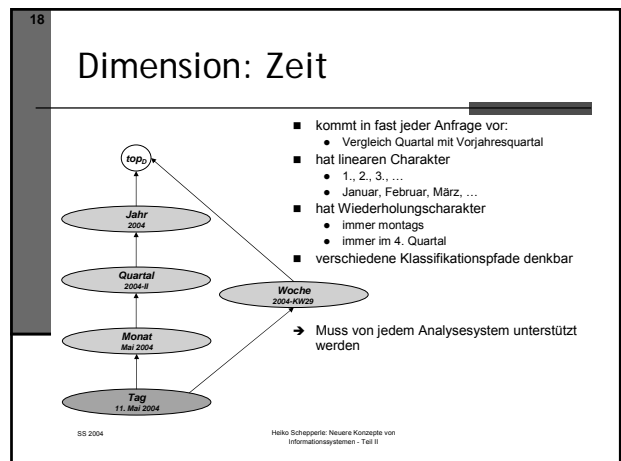 18
Dimension: Zeit
top_D
Jahr
2004
Quartal
2004-II
Monat
Mai 2004
Tag
11. Mai 2004
Woche
2004-KW29
■ kommt in fast jeder Anfrage vor:
● Vergleich Quartal mit Vorjahresquartal
■ hat linearen Charakter
● 1., 2., 3., …
● Januar, Februar, März, …
■ hat Wiederholungscharakter
● immer montags
● immer im 4. Quartal
■ verschiedene Klassifikationspfade denkbar
➔ Muss von jedem Analysesystem unterstützt
werden
SS 2004
Heiko Schepperle: Neuere Konzepte von
Informationssystemen - Teil II